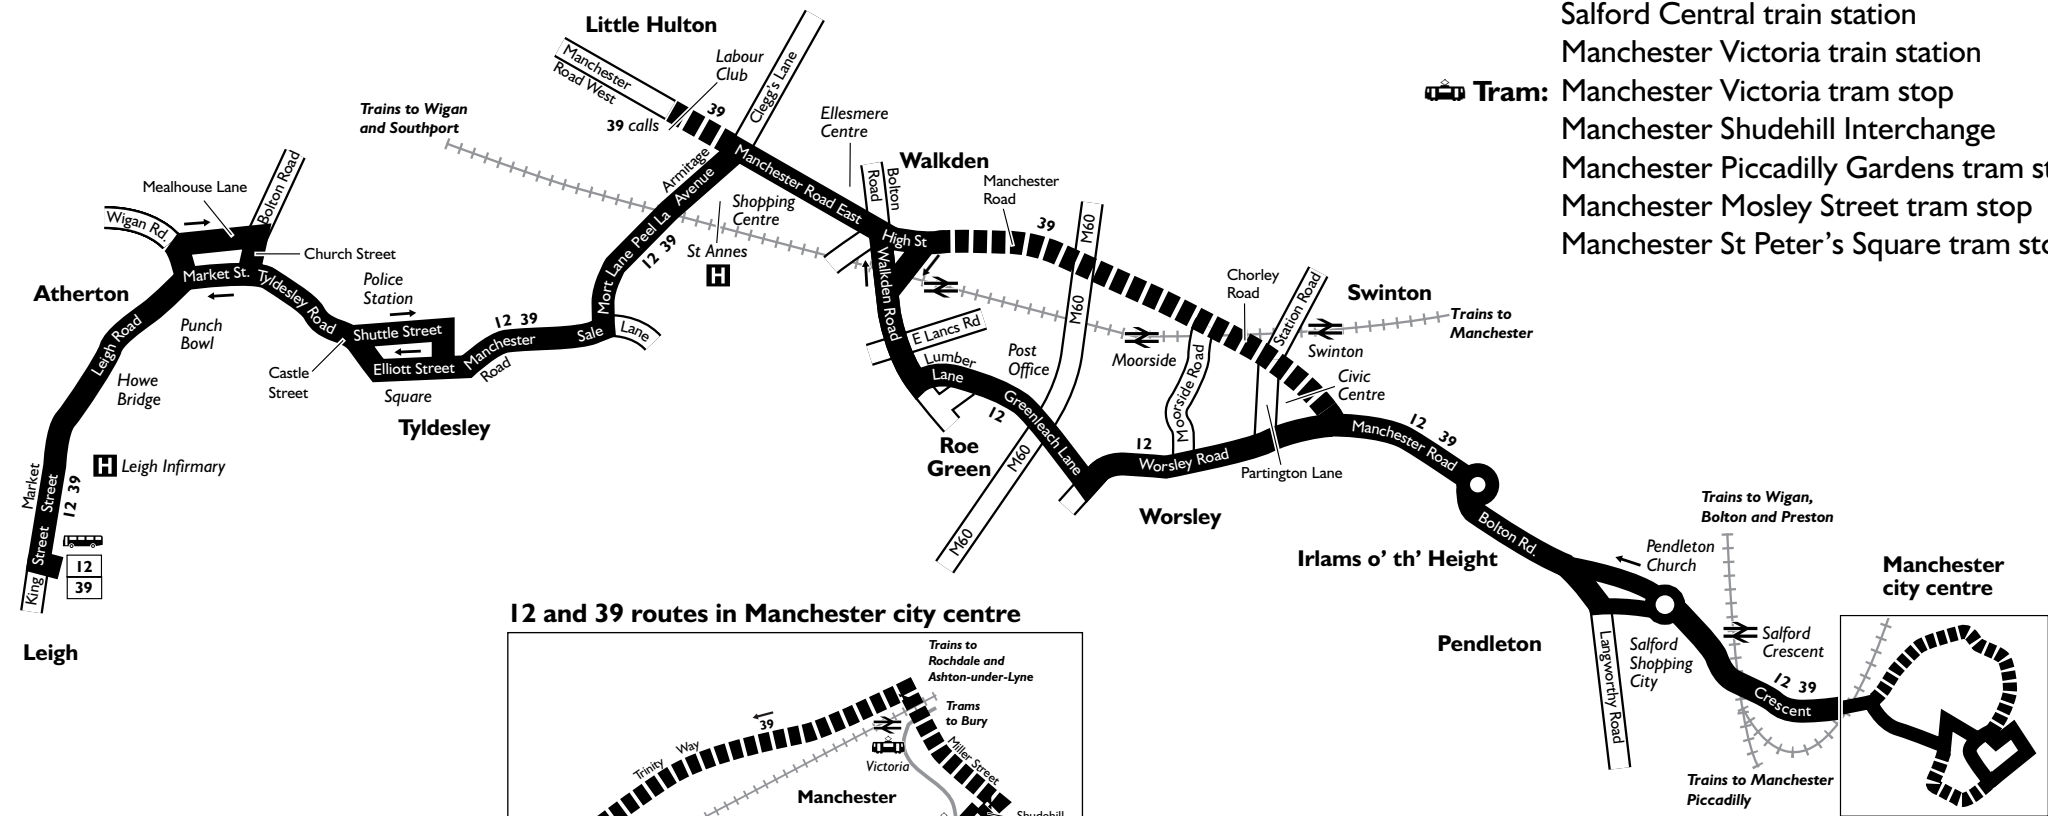 Salford Central train station
Manchester Victoria train station
Tram: Manchester Victoria tram stop
Manchester Shudehill Interchange
Manchester Piccadilly Gardens tram st
Manchester Mosley Street tram stop
Manchester St Peter's Square tram sto
Little Hulton
Manchester
Road West
Labour
Club
Clegg's Lane
39
39 calls
Trains to Wigan
and Southport
Armitage
Avenue
Manchester Road East
Ellesmere
Centre
Shopping
Centre
St Annes
H
Walkden
Bolton
Road
Manchester
Road
High St
39
M60
M60
M60
M60
Walkden Road
E Lancs Rd
Lumber
Lane
Post
Office
Greenleach Lane
12
Roe
Green
Moorside
Moorside Road
Chorley
Road
Station Road
Swinton
Trains to
Manchester
Swinton
Civic
Centre
12
Worsley Road
Partington Lane
Worsley
Manchester Road
12 39
Mealhouse Lane
Bolton Road
Wigan Rd.
Church Street
Market St.
Tyldesley Road
Atherton
Punch
Bowl
Police
Station
Shuttle Street
Elliott Street
Square
Castle
Street
Tyldesley
12 39
Manchester
Road
Sale
Lane
Mort Lane
Peel La
12 39
Leigh Road
Howe
Bridge
H Leigh Infirmary
Market
Street
Street
12 39
King
12
39
Leigh
Bolton Rd.
Irlams o' th' Height
Pendleton
Church
Pendleton
Langworthy Road
Salford
Shopping
City
Trains to Wigan,
Bolton and Preston
Salford
Crescent
12 39
Crescent
Trains to Manchester
Piccadilly
Manchester
city centre
12 and 39 routes in Manchester city centre
Trains to
Rochdale and
Ashton-under-Lyne
Trams
to Bury
39
Trinity
Way
Victoria
Miller Street
Manchester
Shudehill